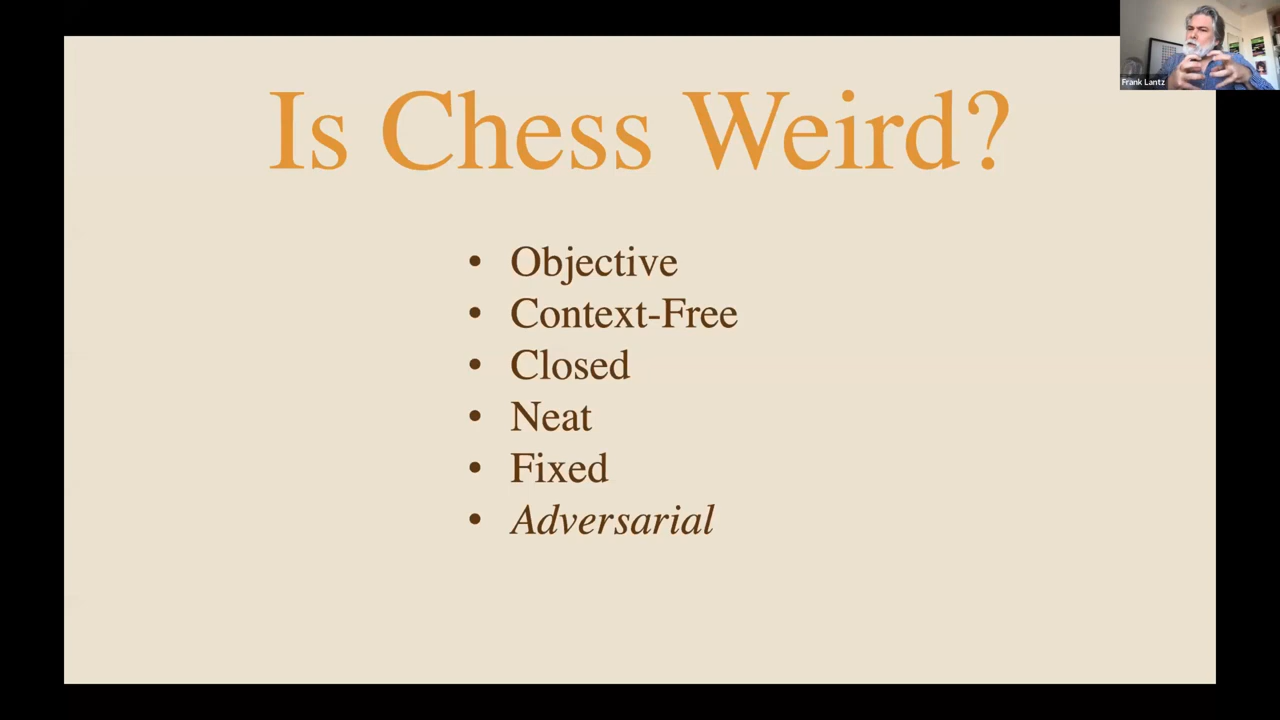 Is Chess Weird?
Frank Lantz
• Objective
• Context-Free
• Closed
• Neat
• Fixed
• Adversarial